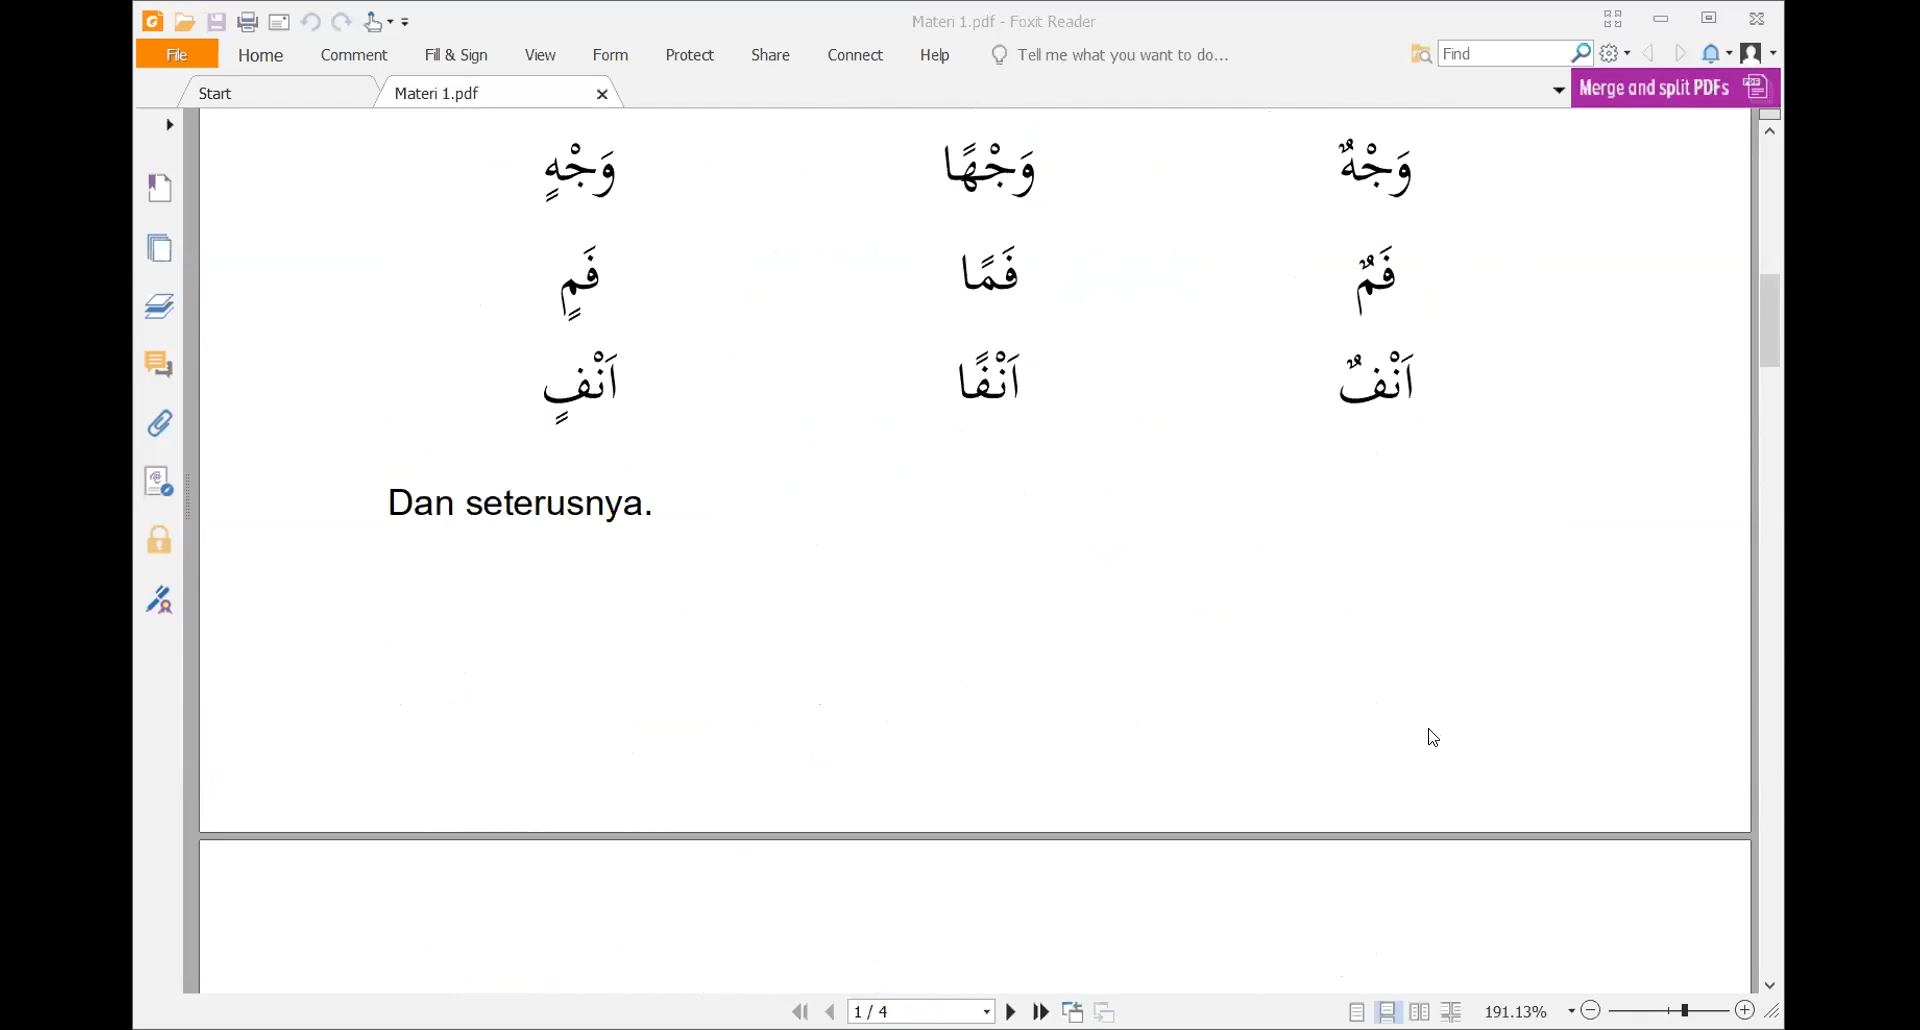 Materi 1.pdf - Foxit Reader
File Home Comment Fill & Sign View Form Protect Share Connect Help Tell me what you want to do... Find
Start Materi 1.pdf Merge and split PDFs
وَجْهٌ وَجْهًا وَجْهٍ
فَمٌ فَمًا فَمٍ
اَنْفٌ اَنْفًا اَنْفٍ
Dan seterusnya.
1 / 4 191.13%